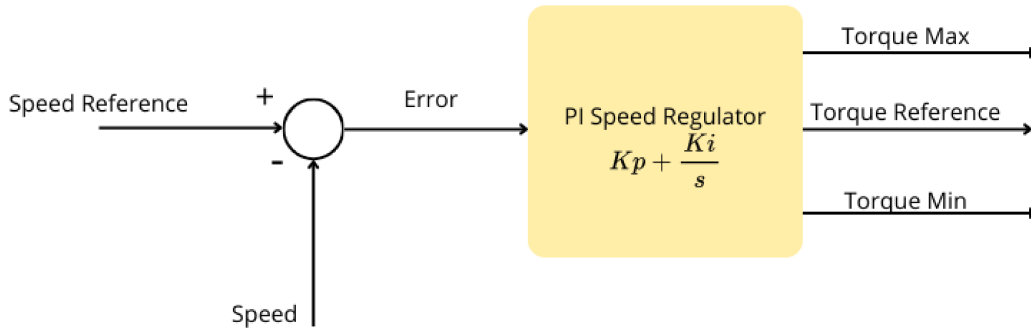 Torque Max
Speed Reference
+
Error
PI Speed Regulator
Torque Reference
Kp + Ki/s
-
Torque Min
Speed